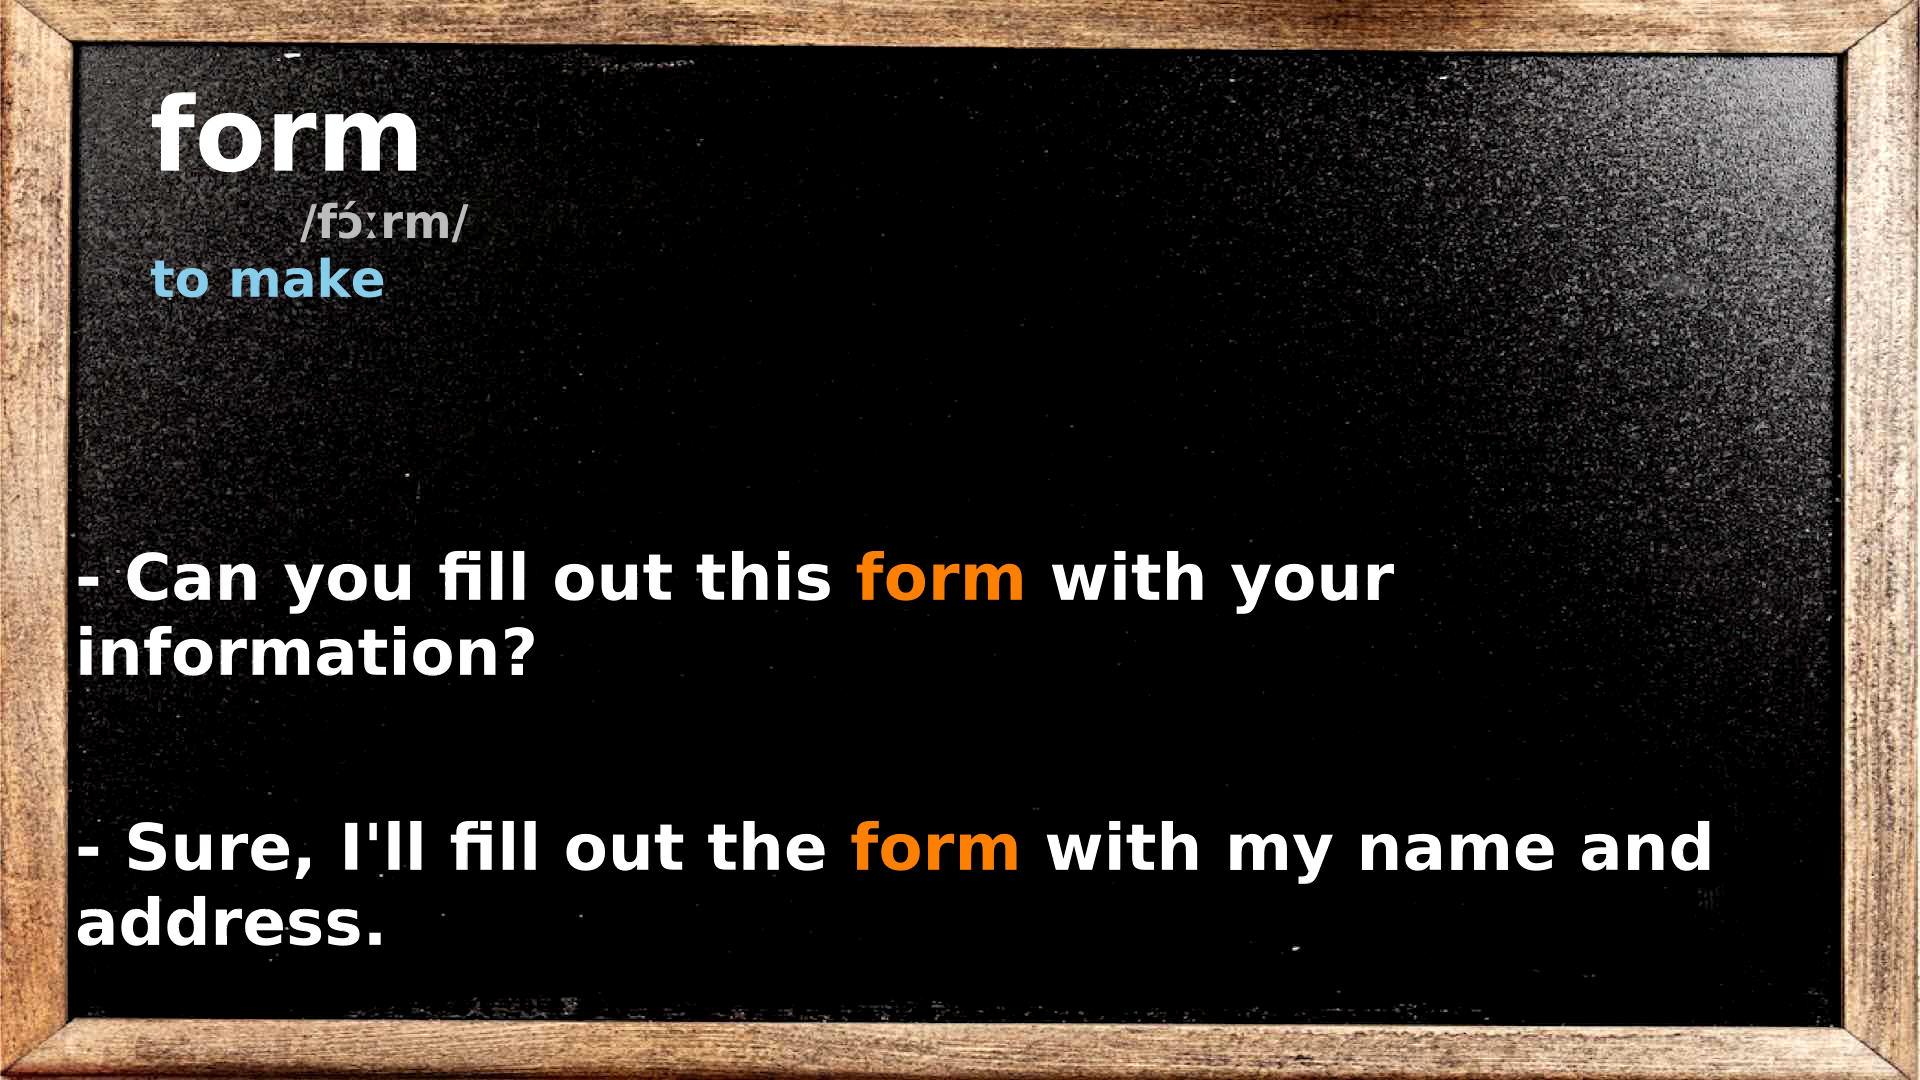 form
/fɔ́ːrm/
to make
- Can you fill out this form with your
information?
- Sure, I'll fill out the form with my name and
address.